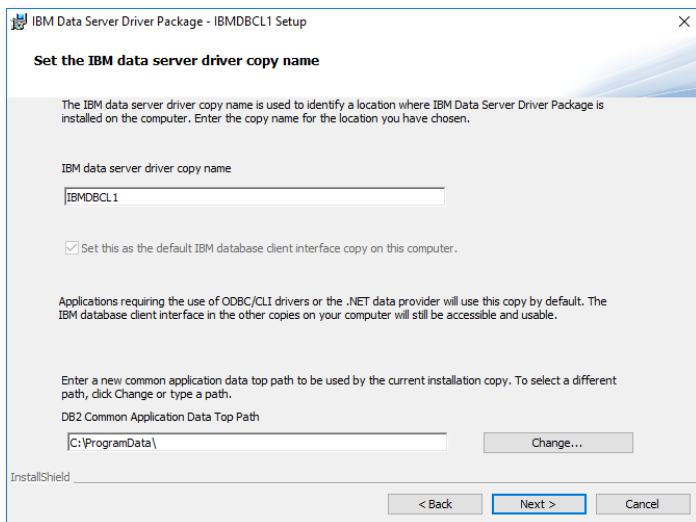 IBM Data Server Driver Package - IBMDBCL1 Setup
Set the IBM data server driver copy name
The IBM data server driver copy name is used to identify a location where IBM Data Server Driver Package is
installed on the computer. Enter the copy name for the location you have chosen.
IBM data server driver copy name
IBMDBCL1
Set this as the default IBM database client interface copy on this computer.
Applications requiring the use of ODBC/CLI drivers or the .NET data provider will use this copy by default. The
IBM database client interface in the other copies on your computer will still be accessible and usable.
Enter a new common application data top path to be used by the current installation copy. To select a different
path, click Change or type a path.
DB2 Common Application Data Top Path
C:\ProgramData\
Change...
InstallShield
< Back
Next >
Cancel